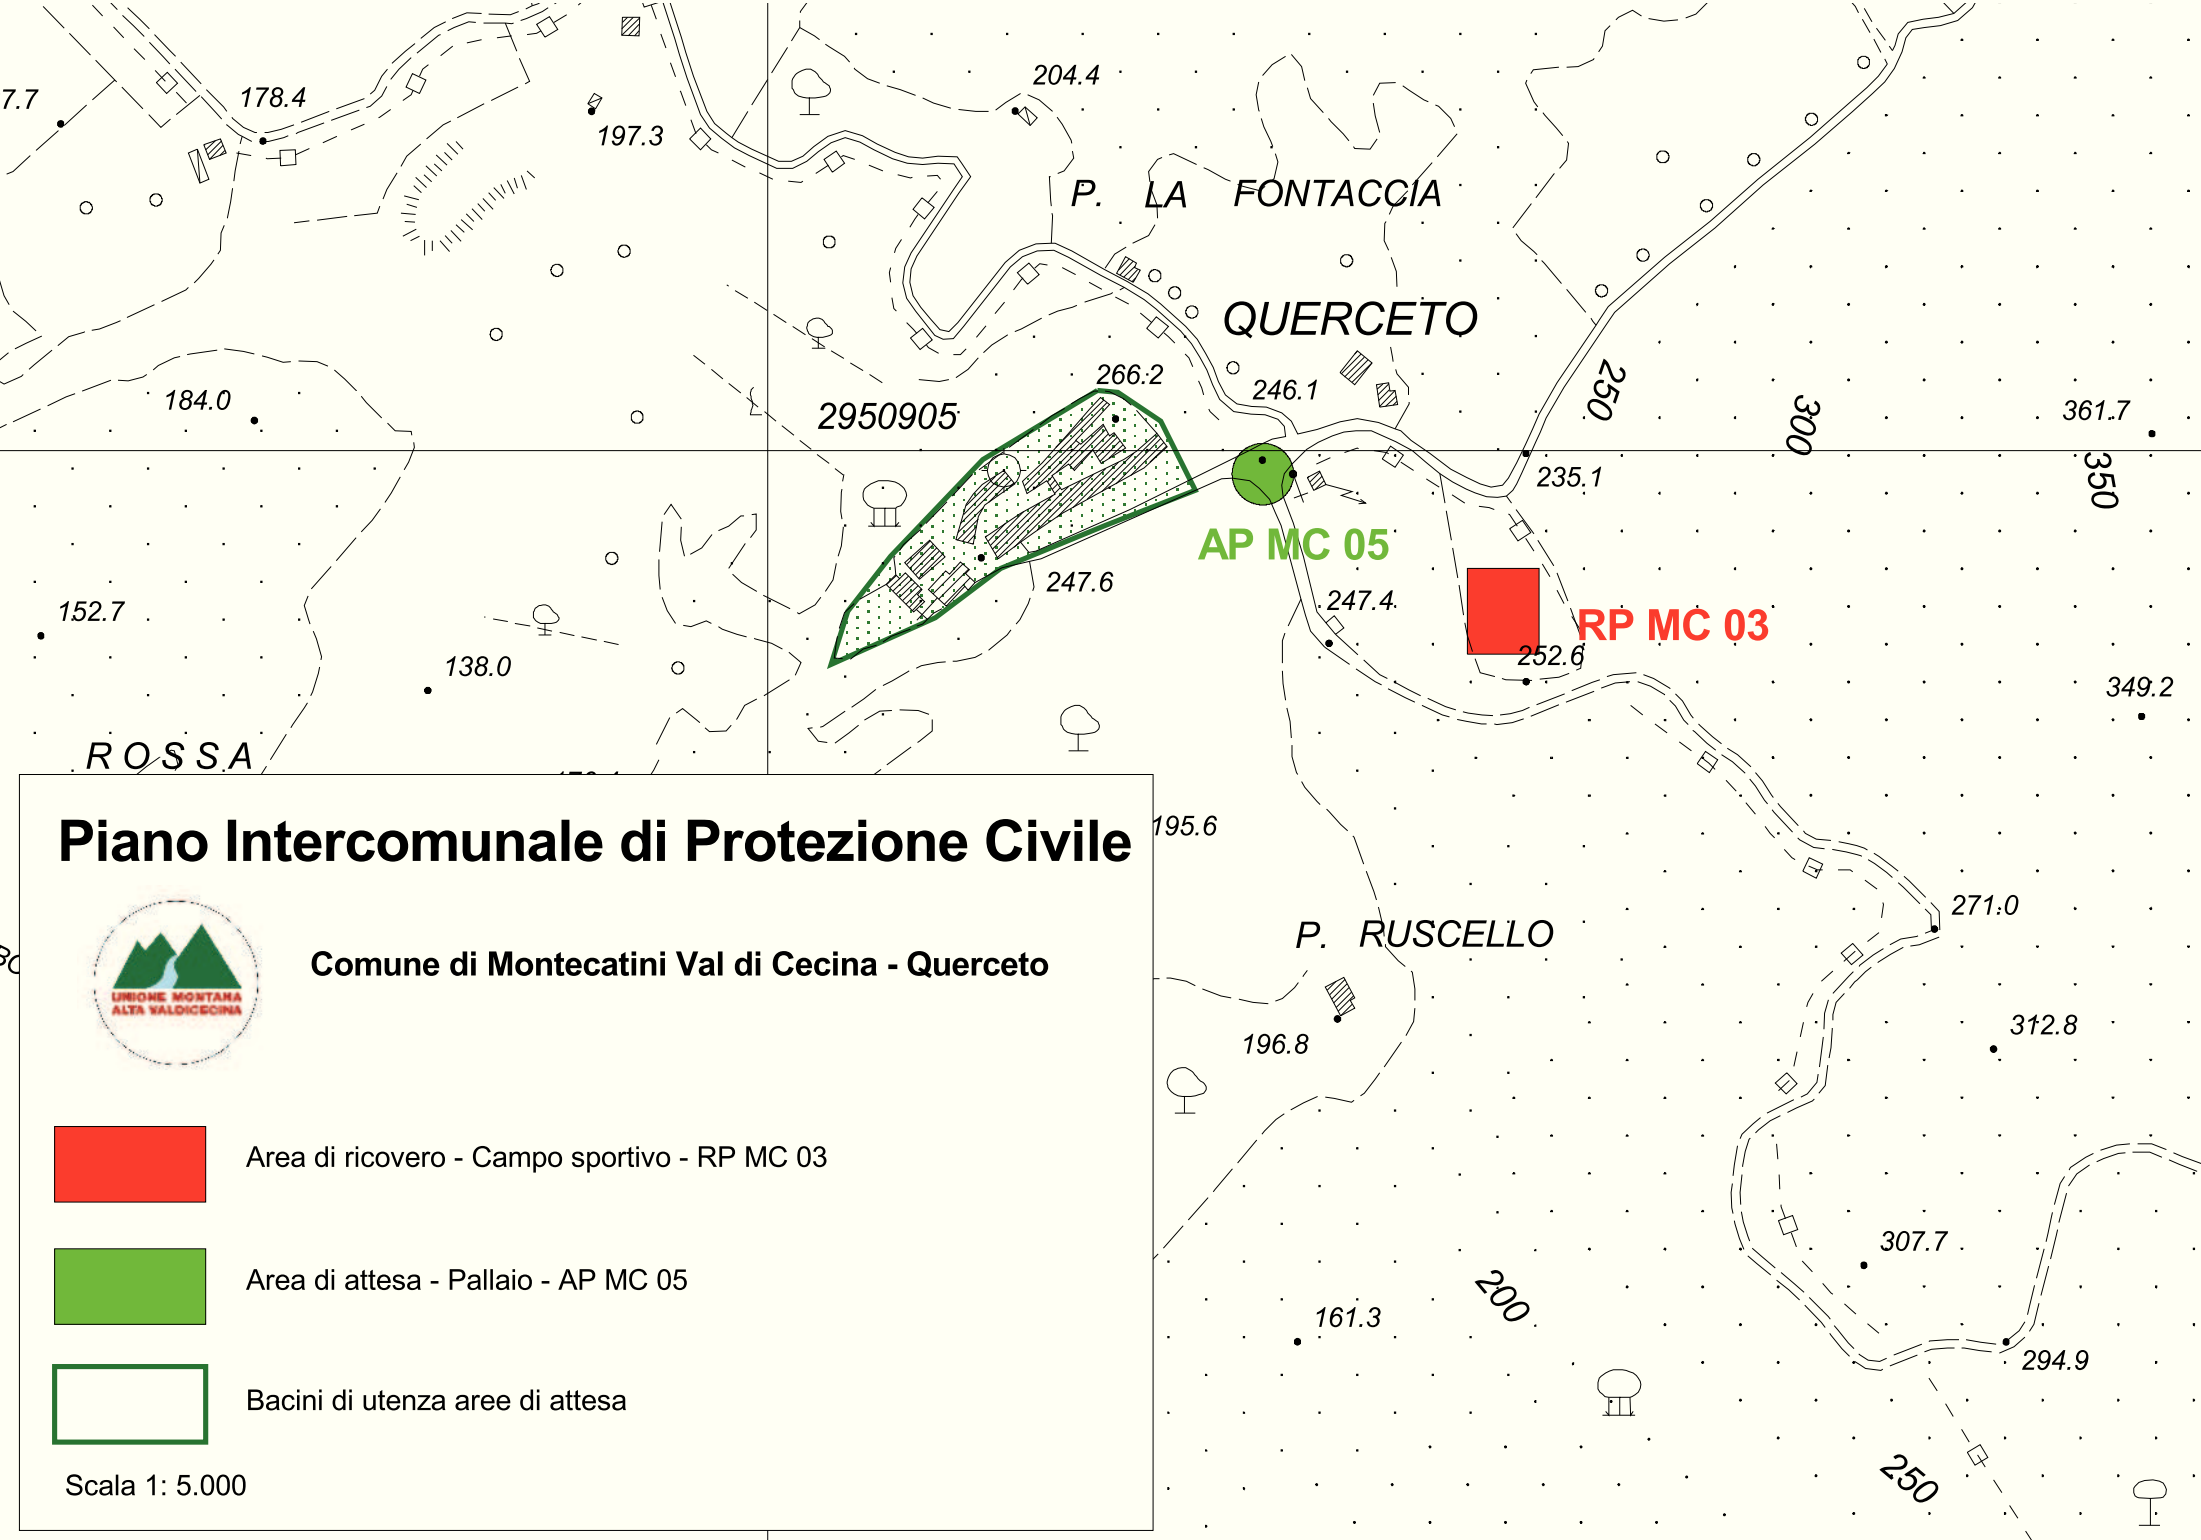 7.7
178.4
197.3
204.4
P. LA FONTACCIA
QUERCETO
266.2
246.1
184.0
2950905
250
300
361.7
350
235.1
AP MC 05
247.6
247.4
RP MC 03
252.6
152.7
138.0
349.2
ROSSA
195.6
271.0
P. RUSCELLO
196.8
312.8
307.7
200
161.3
294.9
250
Piano Intercomunale di Protezione Civile
UNIONE MONTANA
ALTA VALDICECINA
Comune di Montecatini Val di Cecina - Querceto
Area di ricovero - Campo sportivo - RP MC 03
Area di attesa - Pallaio - AP MC 05
Bacini di utenza aree di attesa
Scala 1: 5.000